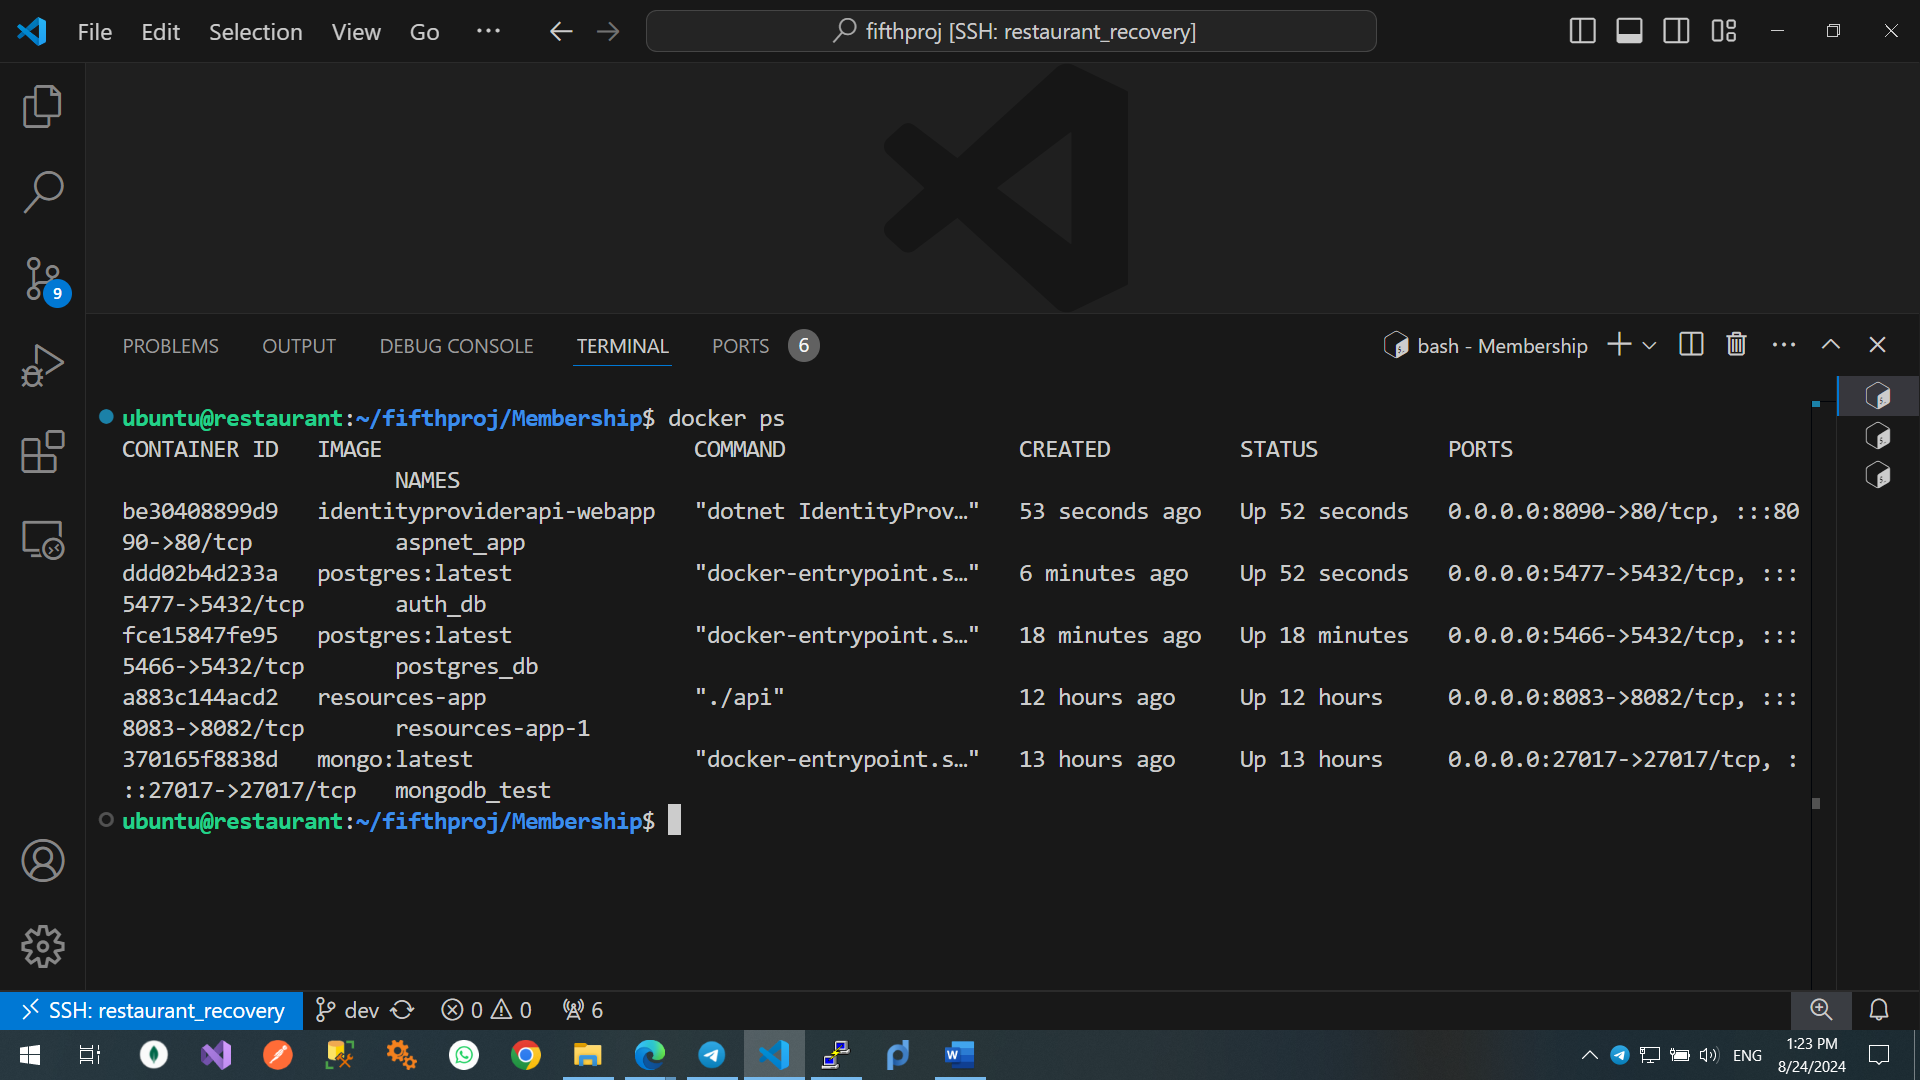 File Edit Selection View Go ··· fifthproj [SSH: restaurant_recovery]
9
PROBLEMS OUTPUT DEBUG CONSOLE TERMINAL PORTS 6 bash - Membership
ubuntu@restaurant:~/fifthproj/Membership$ docker ps
CONTAINER ID IMAGE COMMAND CREATED STATUS PORTS
NAMES
be30408899d9 identityproviderapi-webapp "dotnet IdentityProv…" 53 seconds ago Up 52 seconds 0.0.0.0:8090->80/tcp, :::80
90->80/tcp aspnet_app
ddd02b4d233a postgres:latest "docker-entrypoint.s…" 6 minutes ago Up 52 seconds 0.0.0.0:5477->5432/tcp, :::
5477->5432/tcp auth_db
fce15847fe95 postgres:latest "docker-entrypoint.s…" 18 minutes ago Up 18 minutes 0.0.0.0:5466->5432/tcp, :::
5466->5432/tcp postgres_db
a883c144acd2 resources-app "./api" 12 hours ago Up 12 hours 0.0.0.0:8083->8082/tcp, :::
8083->8082/tcp resources-app-1
370165f8838d mongo:latest "docker-entrypoint.s…" 13 hours ago Up 13 hours 0.0.0.0:27017->27017/tcp, :
::27017->27017/tcp mongodb_test
ubuntu@restaurant:~/fifthproj/Membership$
SSH: restaurant_recovery dev 0 0 6
ENG 1:23 PM
8/24/2024